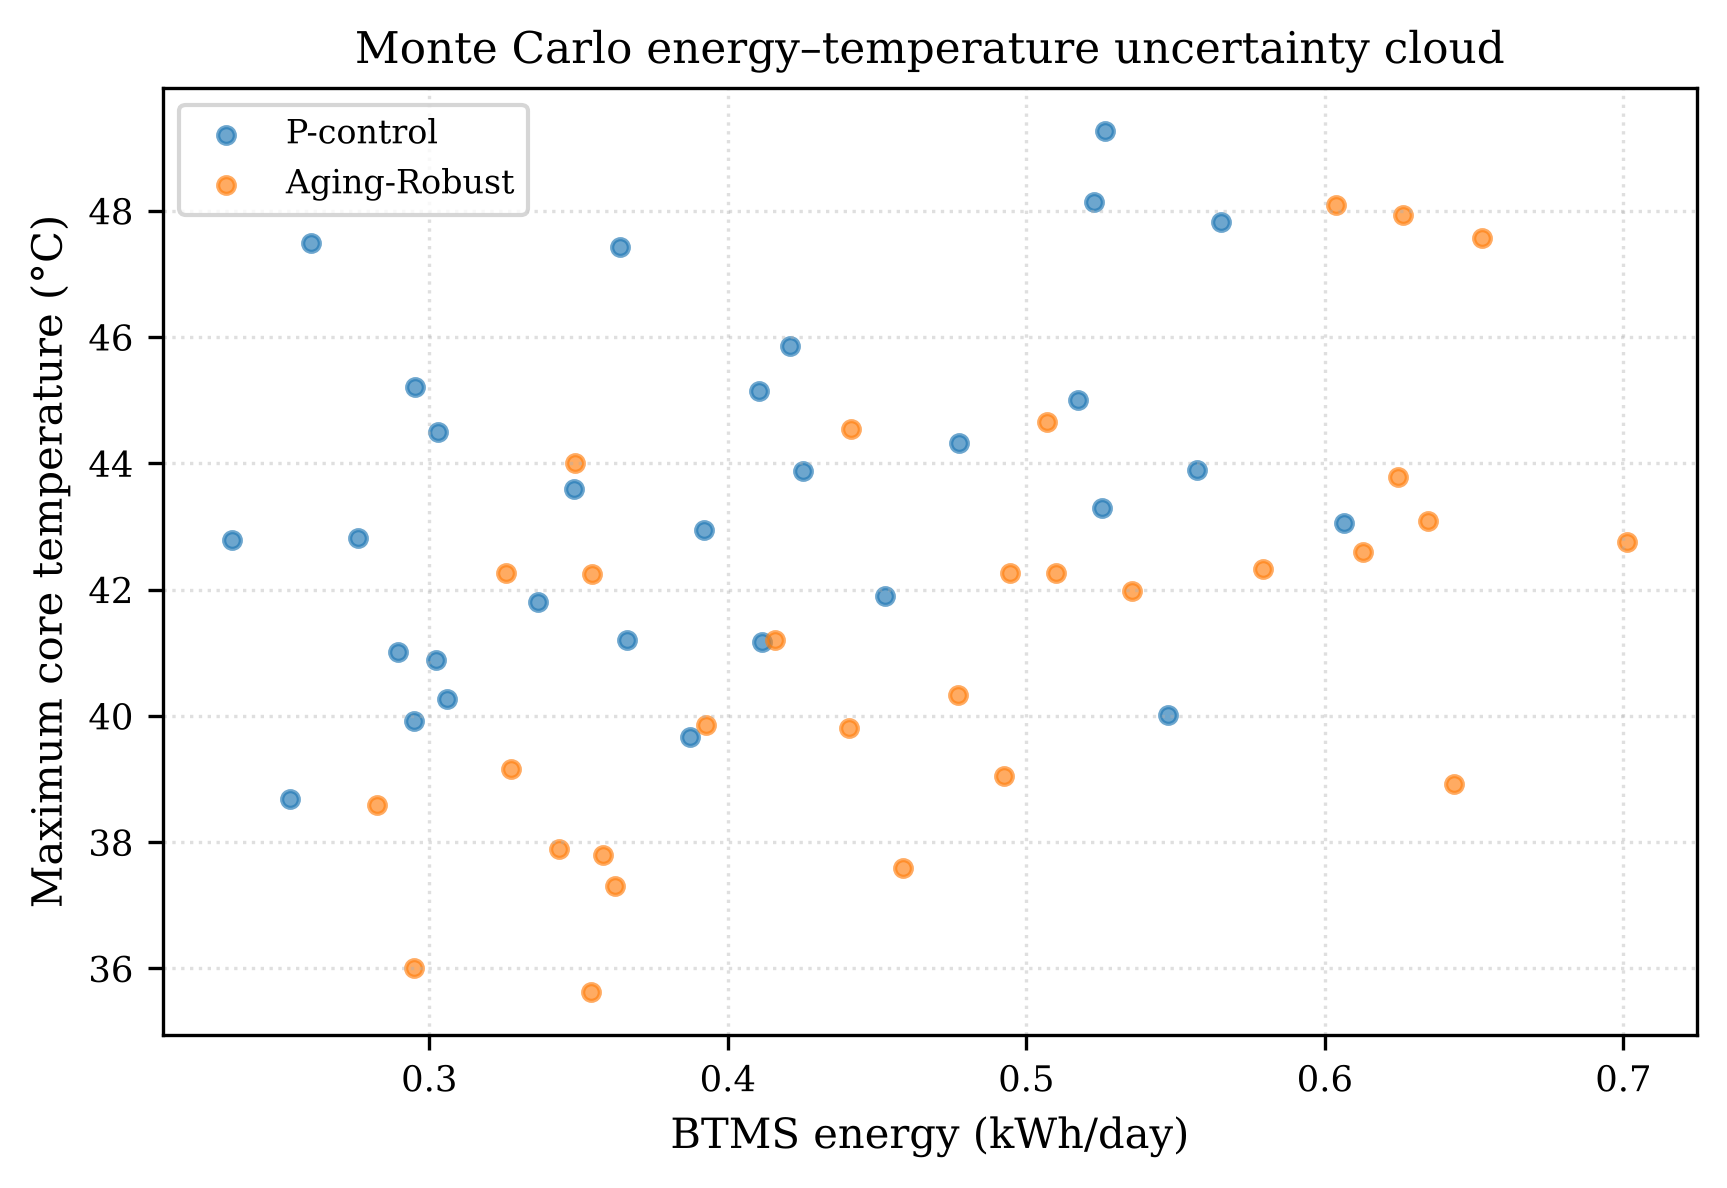 Monte Carlo energy–temperature uncertainty cloud
P-control
Aging-Robust
Maximum core temperature (°C)
48
46
44
42
40
38
36
0.3 0.4 0.5 0.6 0.7
BTMS energy (kWh/day)